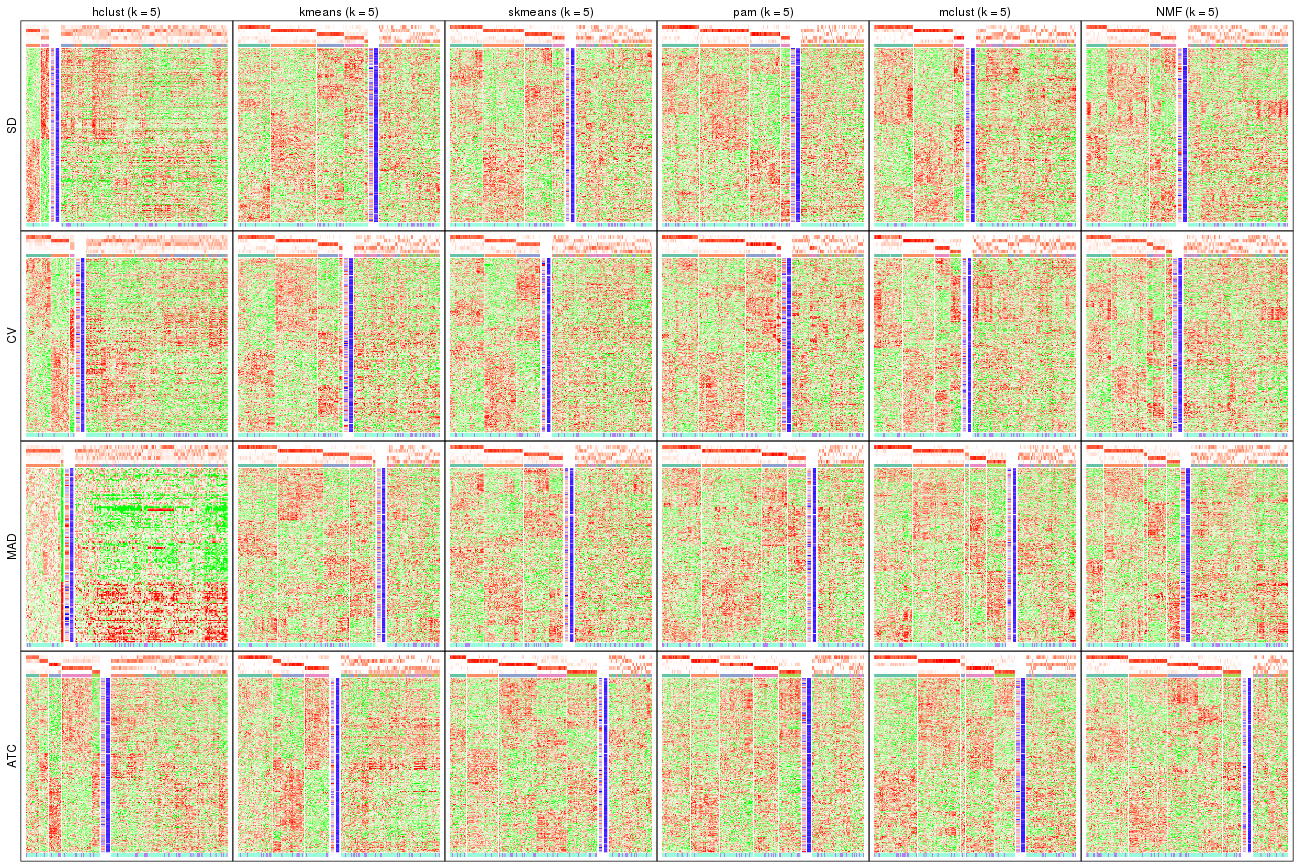 hclust (k = 5)
kmeans (k = 5)
skmeans (k = 5)
pam (k = 5)
mclust (k = 5)
NMF (k = 5)
SD
CV
MAD
ATC